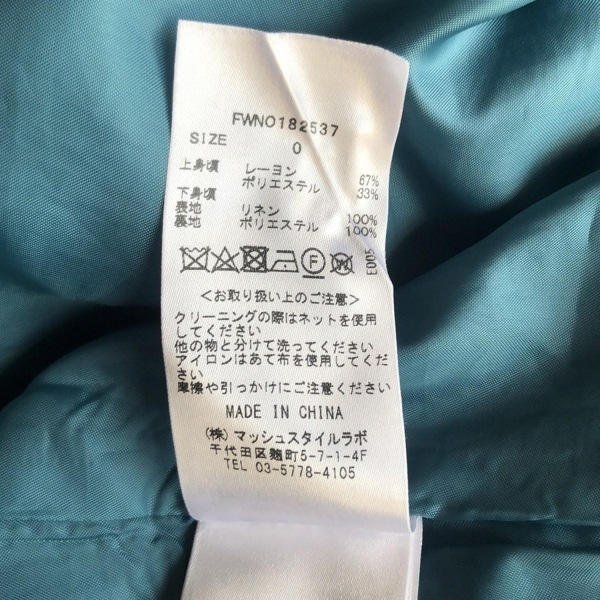 FWNO182537
SIZE 0
上身頃 レーヨン 67%
ポリエステル 33%
下身頃
表地 リネン 100%
裏地 ポリエステル 100%
F W E005
<お取り扱い上のご注意>
クリーニングの際はネットを使用
してください
他の物と分けて洗ってください
アイロンはあて布を使用してくだ
さい
摩擦や引っかけにご注意ください
MADE IN CHINA
(株)マッシュスタイルラボ
千代田区麹町5-7-1-4F
TEL 03-5778-4105